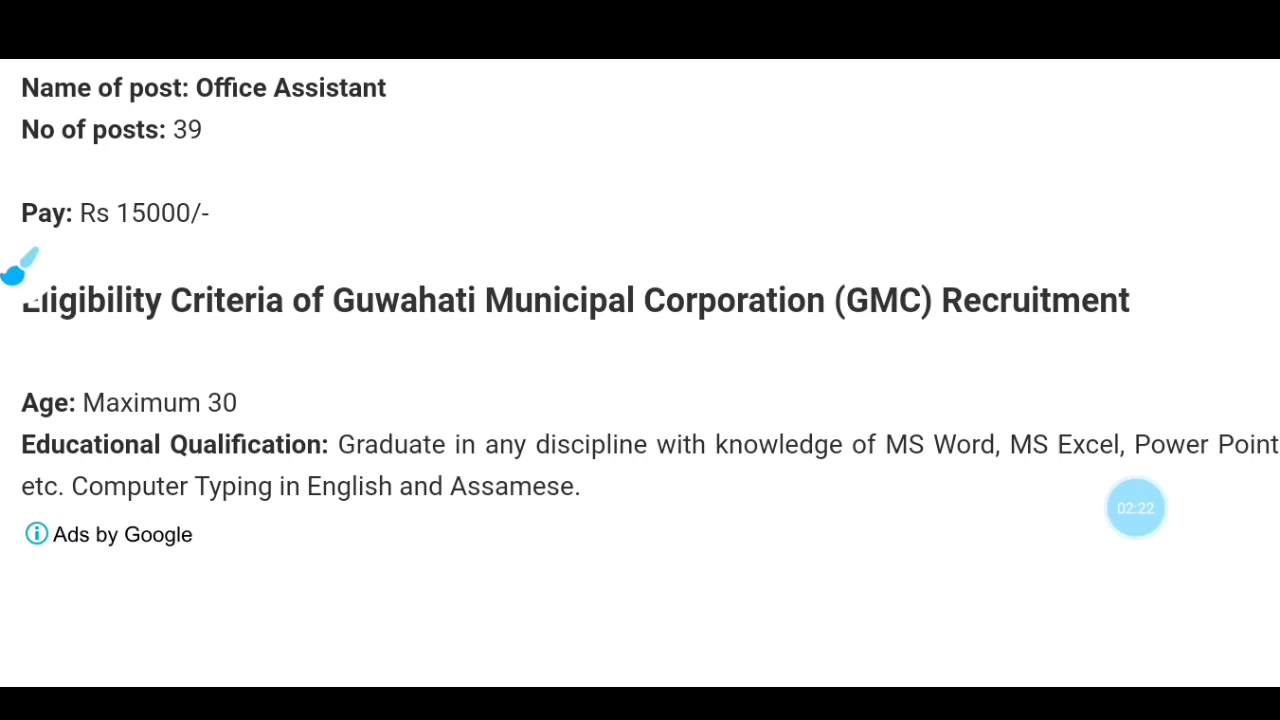 Name of post: Office Assistant
No of posts: 39
Pay: Rs 15000/-
Eligibility Criteria of Guwahati Municipal Corporation (GMC) Recruitment
Age: Maximum 30
Educational Qualification: Graduate in any discipline with knowledge of MS Word, MS Excel, Power Point
etc. Computer Typing in English and Assamese.
02:22
Ads by Google